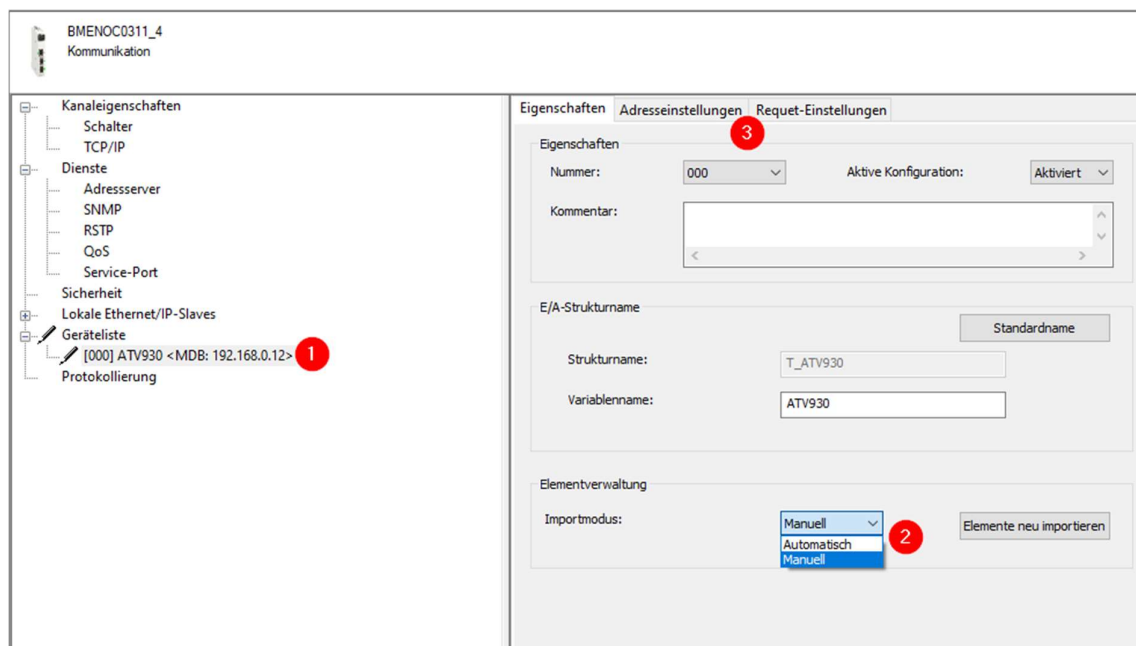 BMENOC0311_4
Kommunikation
Kanaleigenschaften
Schalter
TCP/IP
Dienste
Adressserver
SNMP
RSTP
QoS
Service-Port
Sicherheit
Lokale Ethernet/IP-Slaves
Geräteliste
[000] ATV930 <MDB: 192.168.0.12> 1
Protokollierung
Eigenschaften Adresseinstellungen Requet-Einstellungen
3
Eigenschaften
Nummer: 000 Aktive Konfiguration: Aktiviert
Kommentar:
E/A-Strukturname
Standardname
Strukturname: T_ATV930
Variablenname: ATV930
Elementverwaltung
Importmodus: Manuell 2 Elemente neu importieren
Automatisch
Manuell